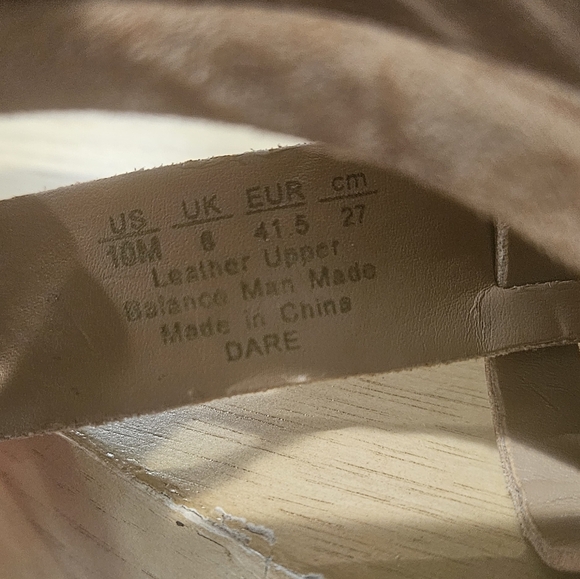 US UK EUR cm
10M 8 41.5 27
Leather Upper
Balance Man Made
Made in China
DARE